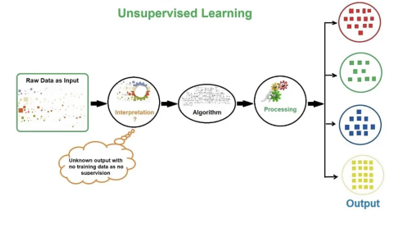 Unsupervised Learning
Raw Data as Input
Interpretation
?
Algorithm
Processing
Unknown output with
no training data as no
supervision
Output